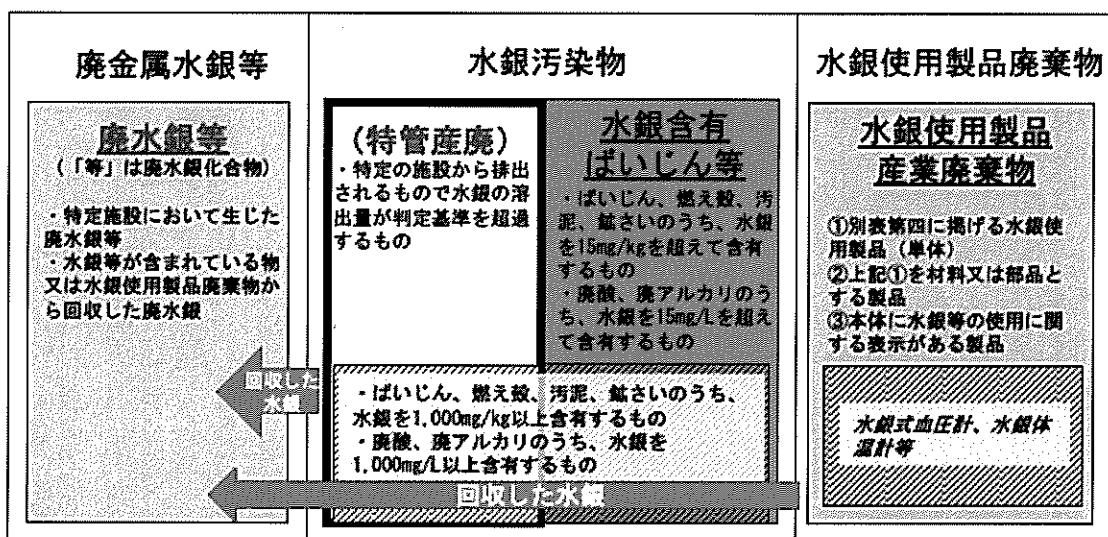 廃金属水銀等
廃水銀等
(「等」は廃水銀化合物)
・特定施設において生じた
廃水銀等
・水銀等が含まれている物
又は水銀使用製品廃棄物か
ら回収した廃水銀
水銀汚染物
(特管産廃)
・特定の施設から排出
されるもので水銀の溶
出量が判定基準を超過
するもの
水銀含有
ばいじん等
・ばいじん、燃え殻、汚
泥、鉱さいのうち、水銀
を15mg/kgを超えて含有
するもの
・廃酸、廃アルカリのう
ち、水銀を15mg/Lを超え
て含有するもの
回収した
水銀
・ばいじん、燃え殻、汚泥、鉱さいのうち、
水銀を1,000mg/kg以上含有するもの
・廃酸、廃アルカリのうち、水銀を
1,000mg/L以上含有するもの
回収した水銀
水銀使用製品廃棄物
水銀使用製品
産業廃棄物
①別表第四に掲げる水銀使
用製品(単体)
②上記①を材料又は部品と
する製品
③本体に水銀等の使用に関
する表示がある製品
水銀式血圧計、水銀体
温計等